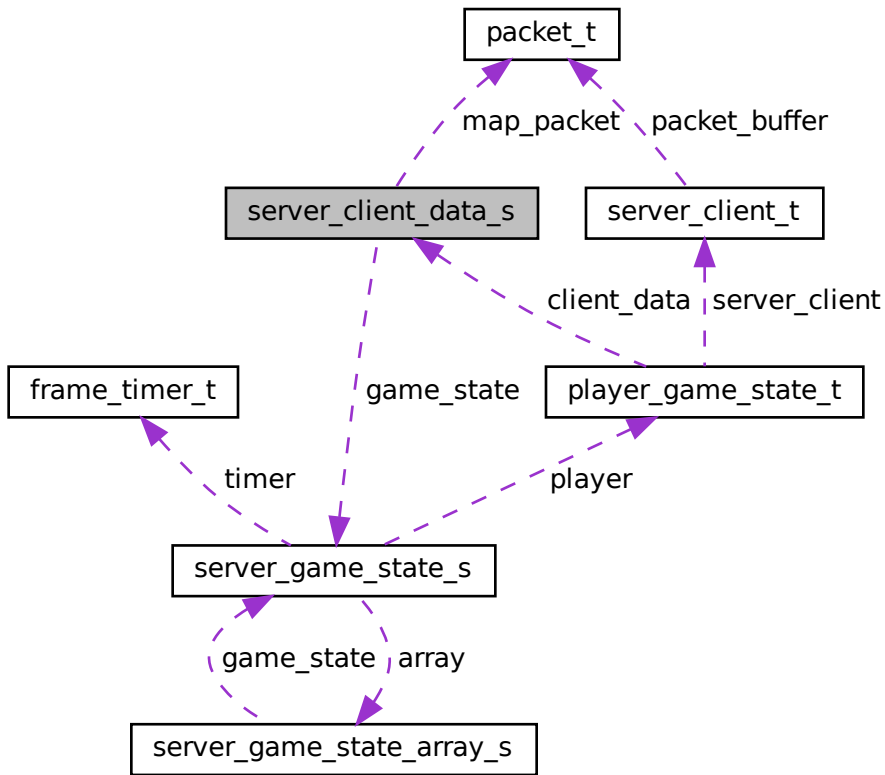 packet_t
map_packet
packet_buffer
server_client_data_s
server_client_t
client_data
server_client
frame_timer_t
game_state
player_game_state_t
timer
player
server_game_state_s
game_state
array
server_game_state_array_s